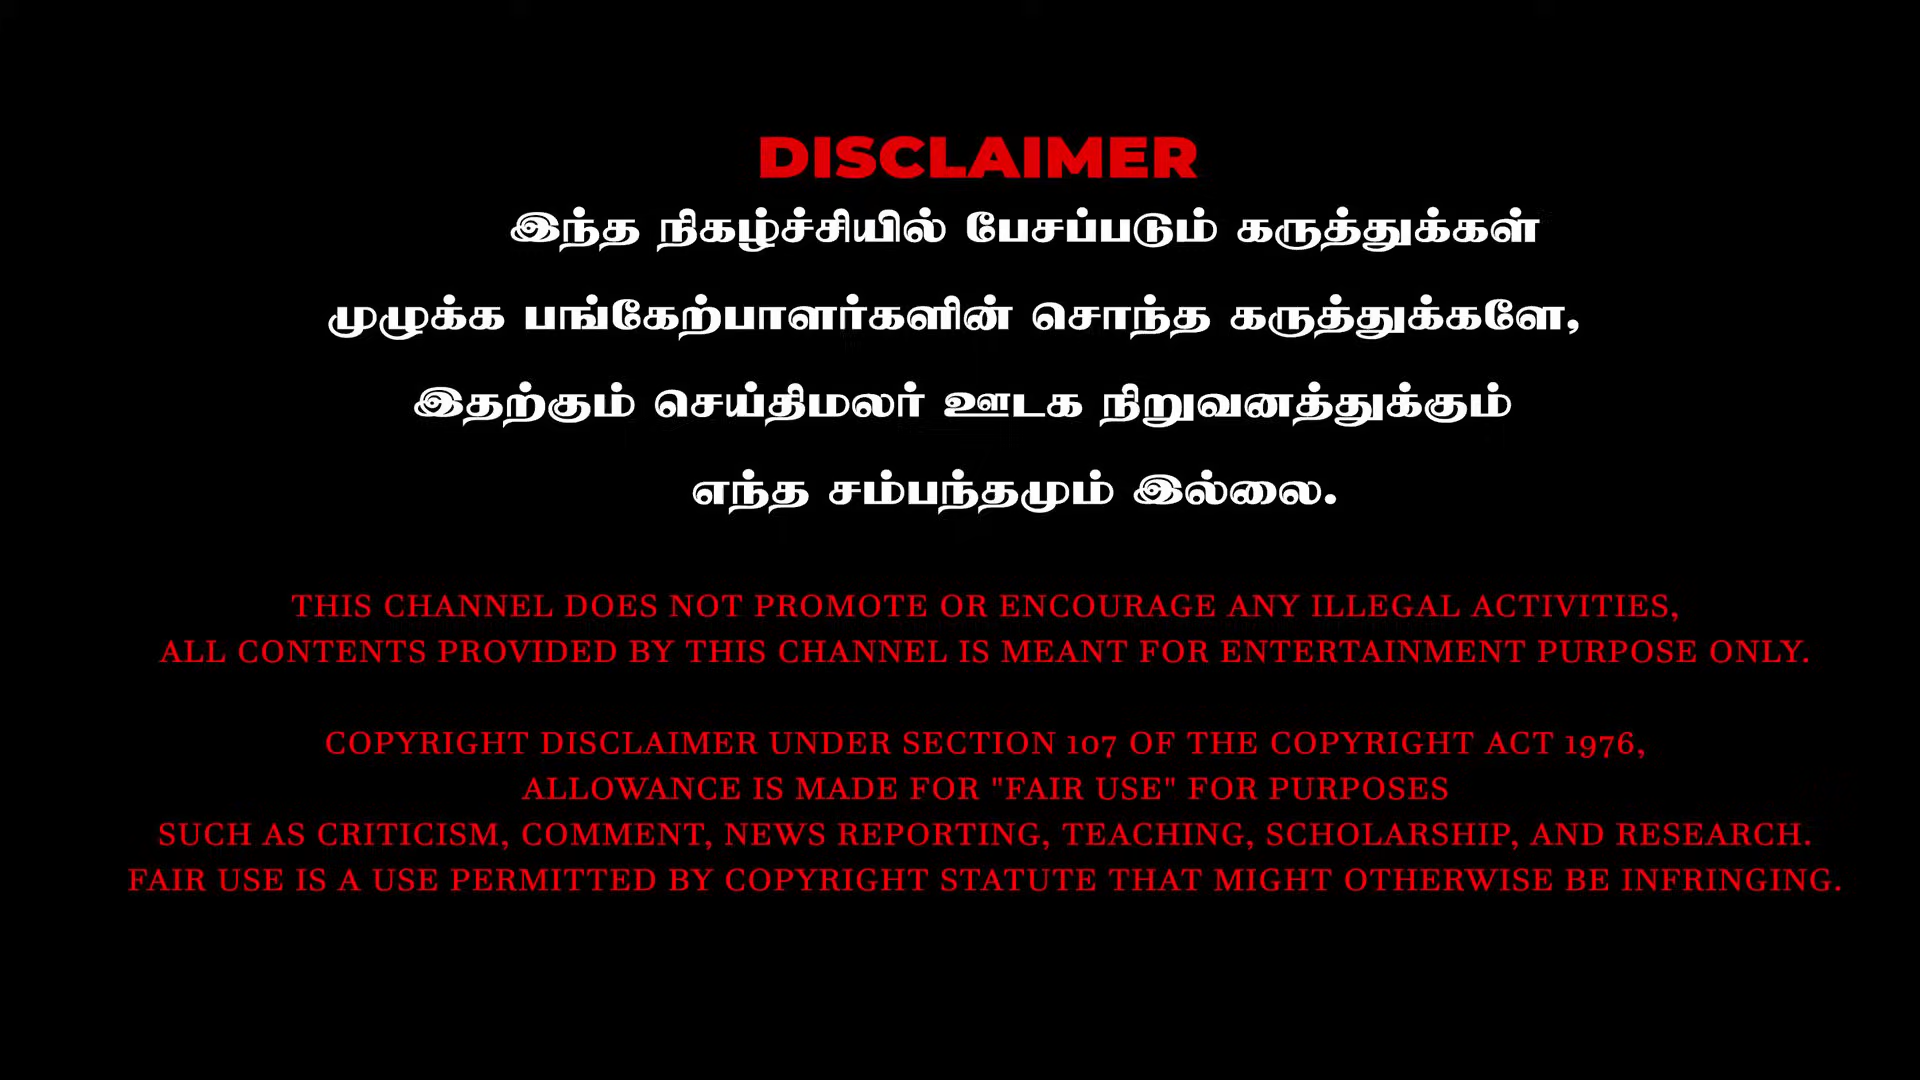 DISCLAIMER
இந்த நிகழ்ச்சியில் பேசப்படும் கருத்துக்கள்
முழுக்க பங்கேற்பாளர்களின் சொந்த கருத்துக்களே,
இதற்கும் செய்திமலர் ஊடக நிறுவனத்துக்கும்
எந்த சம்பந்தமும் இல்லை.
THIS CHANNEL DOES NOT PROMOTE OR ENCOURAGE ANY ILLEGAL ACTIVITIES,
ALL CONTENTS PROVIDED BY THIS CHANNEL IS MEANT FOR ENTERTAINMENT PURPOSE ONLY.
COPYRIGHT DISCLAIMER UNDER SECTION 107 OF THE COPYRIGHT ACT 1976,
ALLOWANCE IS MADE FOR "FAIR USE" FOR PURPOSES
SUCH AS CRITICISM, COMMENT, NEWS REPORTING, TEACHING, SCHOLARSHIP, AND RESEARCH.
FAIR USE IS A USE PERMITTED BY COPYRIGHT STATUTE THAT MIGHT OTHERWISE BE INFRINGING.